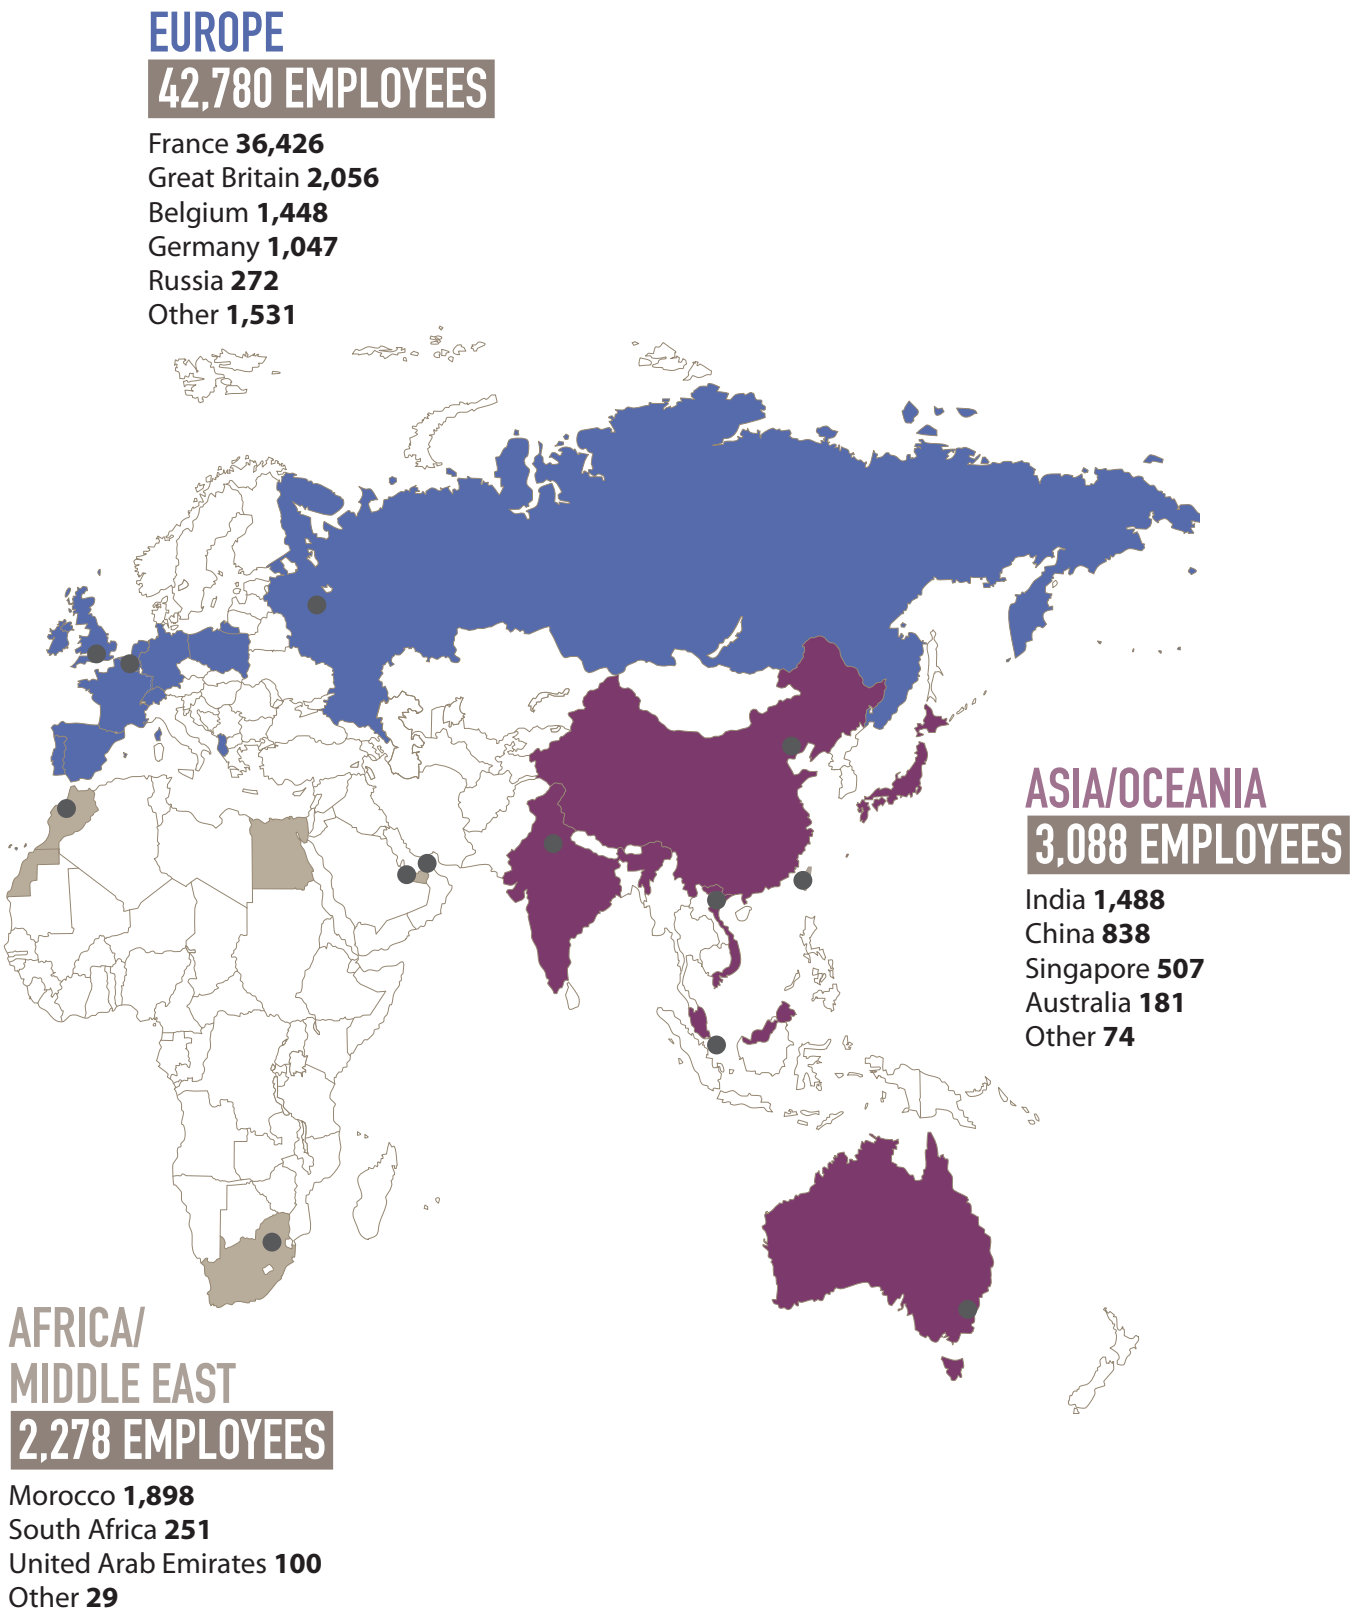 EUROPE
42,780 EMPLOYEES
France 36,426
Great Britain 2,056
Belgium 1,448
Germany 1,047
Russia 272
Other 1,531
ASIA/OCEANIA
3,088 EMPLOYEES
India 1,488
China 838
Singapore 507
Australia 181
Other 74
AFRICA/
MIDDLE EAST
2,278 EMPLOYEES
Morocco 1,898
South Africa 251
United Arab Emirates 100
Other 29